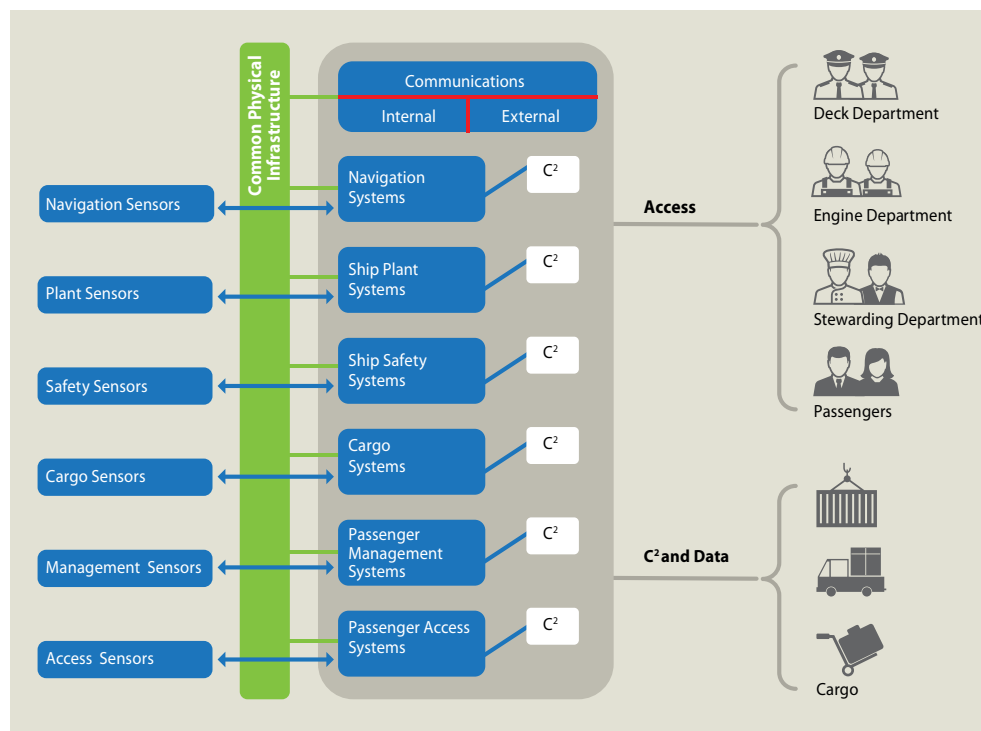 Common Physical
Infrastructure
Communications
Internal
External
Navigation Sensors
Navigation
Systems
C²
Plant Sensors
Ship Plant
Systems
C²
Safety Sensors
Ship Safety
Systems
C²
Cargo Sensors
Cargo
Systems
C²
Management Sensors
Passenger
Management
Systems
C²
Access Sensors
Passenger Access
Systems
C²
Access
Deck Department
Engine Department
Stewarding Department
Passengers
C² and Data
Cargo